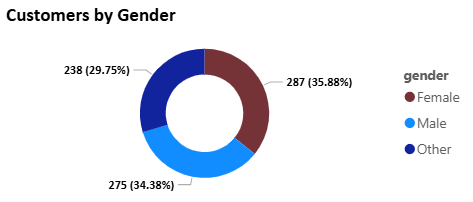 Customers by Gender
238 (29.75%)
287 (35.88%)
275 (34.38%)
gender
Female
Male
Other